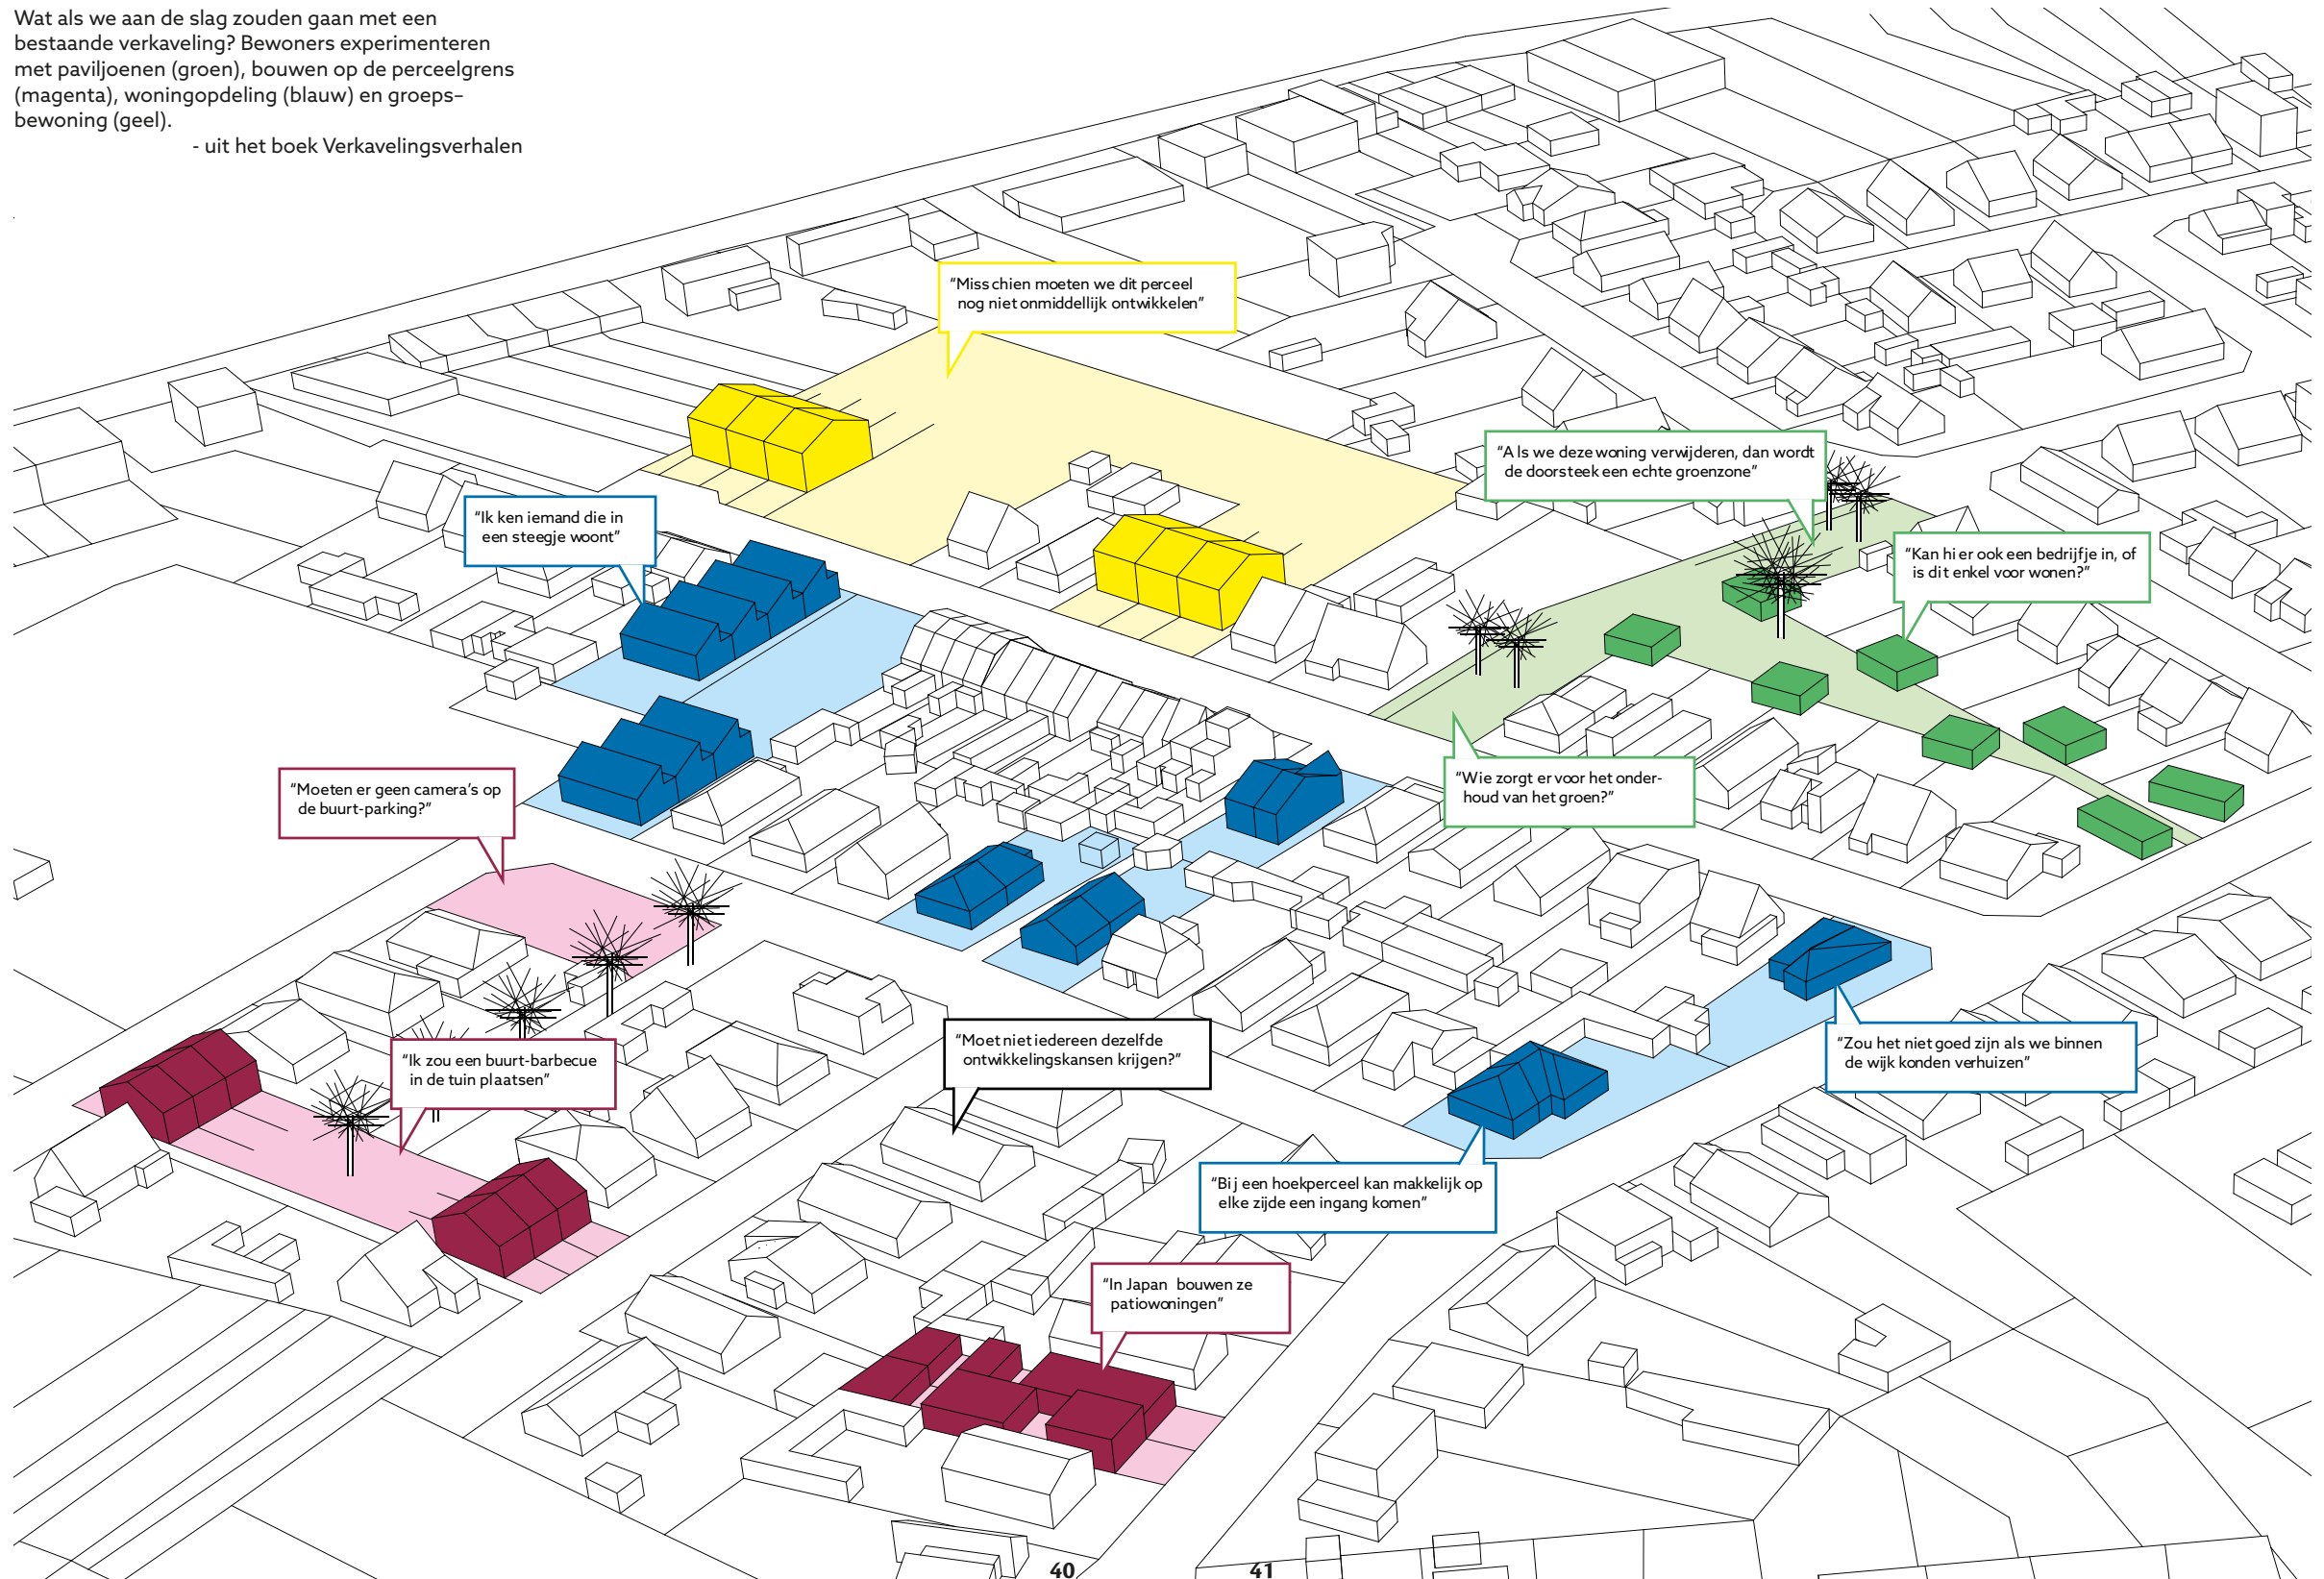 Wat als we aan de slag zouden gaan met een
bestaande verkaveling? Bewoners experimenteren
met paviljoenen (groen), bouwen op de perceelgrens
(magenta), woningopdeling (blauw) en groeps-
bewoning (geel).
- uit het boek Verkavelingsverhalen
“Misschien moeten we dit perceel
nog niet onmiddellijk ontwikkelen”
“Als we deze woning verwijderen, dan wordt
de doorsteek een echte groenzone”
“Ik ken iemand die in
een steegje woont”
“Kan hier ook een bedrijfje in, of
is dit enkel voor wonen?”
“Moeten er geen camera’s op
de buurt-parking?”
“Wie zorgt er voor het onder-
houd van het groen?”
“Moet niet iedereen dezelfde
ontwikkelingskansen krijgen?”
“Ik zou een buurt-barbecue
in de tuin plaatsen”
“Zou het niet goed zijn als we binnen
de wijk konden verhuizen”
“Bij een hoekperceel kan makkelijk op
elke zijde een ingang komen”
“In Japan bouwen ze
patiowoningen”
40 41